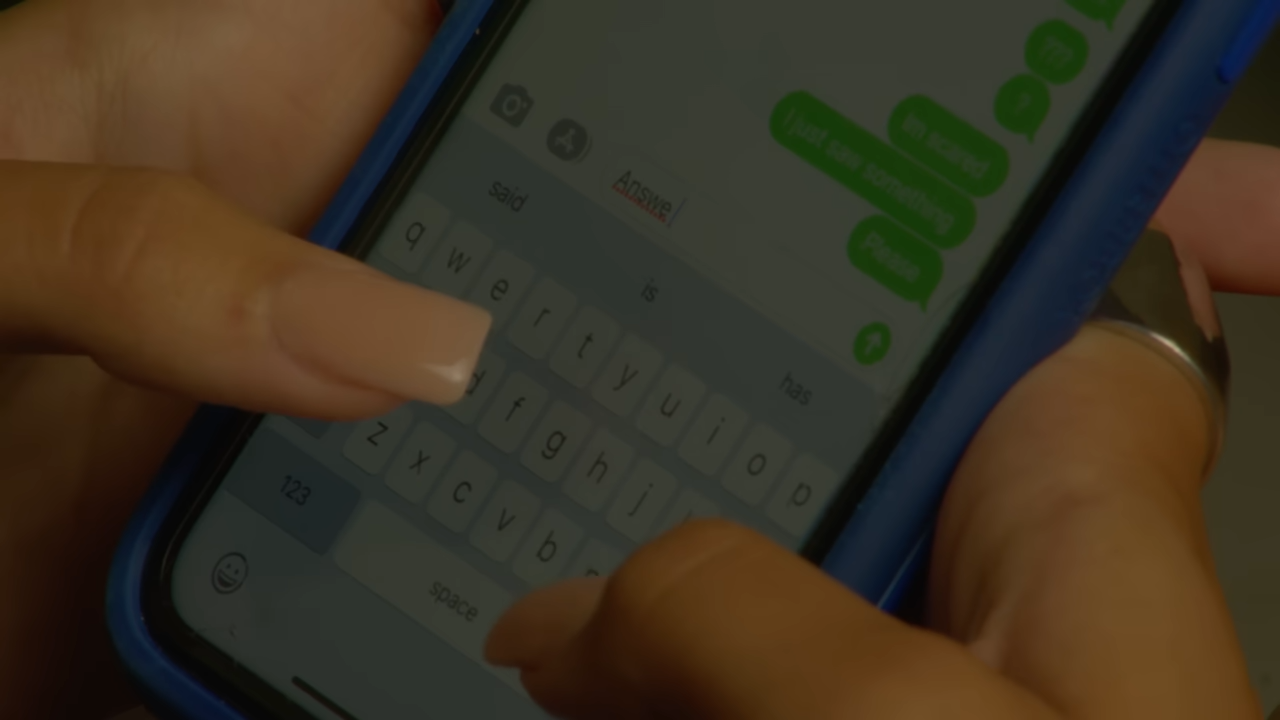 ???
?
Im scared
I just saw something
Please
Answe
said
is
has
q w e r t y u i o p
d f g h j
z x c v b
123
space